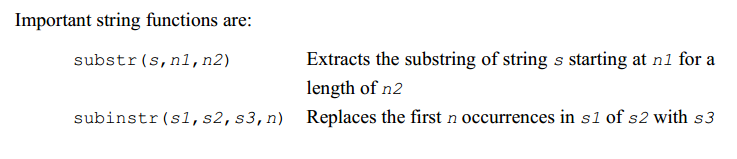 Important string functions are:
substr(s,n1,n2) Extracts the substring of string s starting at n1 for a
length of n2
subinstr(s1,s2,s3,n) Replaces the first n occurrences in s1 of s2 with s3